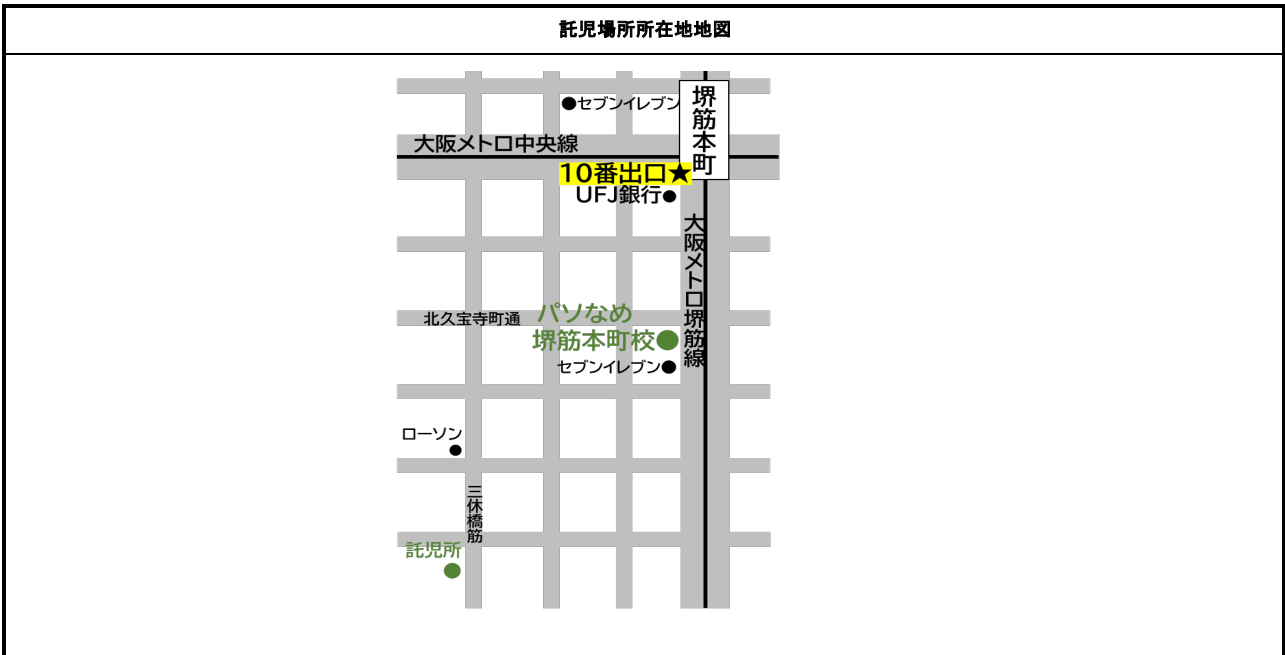 託児場所所在地地図
●セブンイレブン
堺筋本町
大阪メトロ中央線
10番出口★
UFJ銀行●
大阪メトロ堺筋線
北久宝寺町通
パソなめ
堺筋本町校●
セブンイレブン●
ローソン
●
三休橋筋
託児所
●